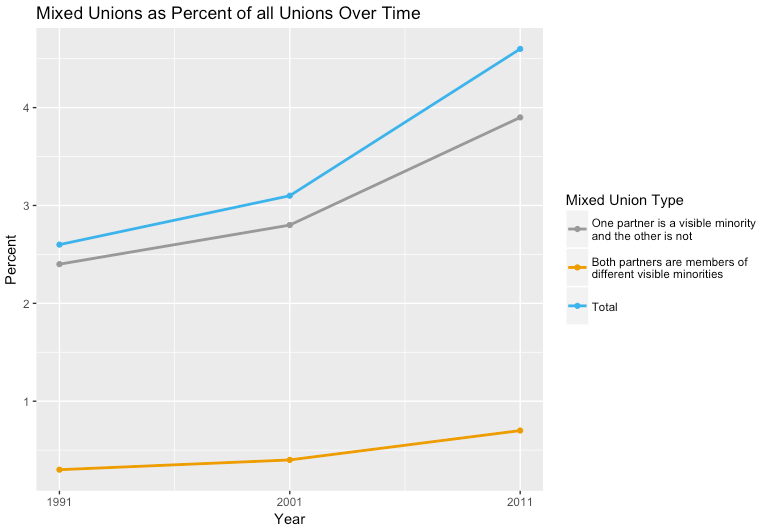 Mixed Unions as Percent of all Unions Over Time
4
3
2
1
Percent
1991
2001
2011
Year
Mixed Union Type
One partner is a visible minority
and the other is not
Both partners are members of
different visible minorities
Total